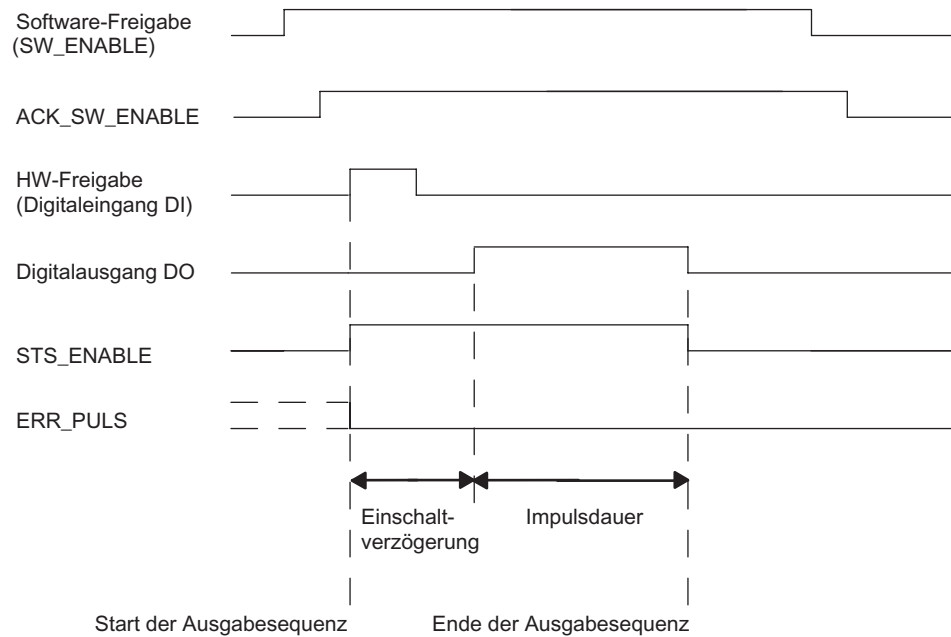 Software-Freigabe
(SW_ENABLE)
ACK_SW_ENABLE
HW-Freigabe
(Digitaleingang DI)
Digitalausgang DO
STS_ENABLE
ERR_PULS
Einschalt-
verzögerung
Impulsdauer
Start der Ausgabesequenz
Ende der Ausgabesequenz